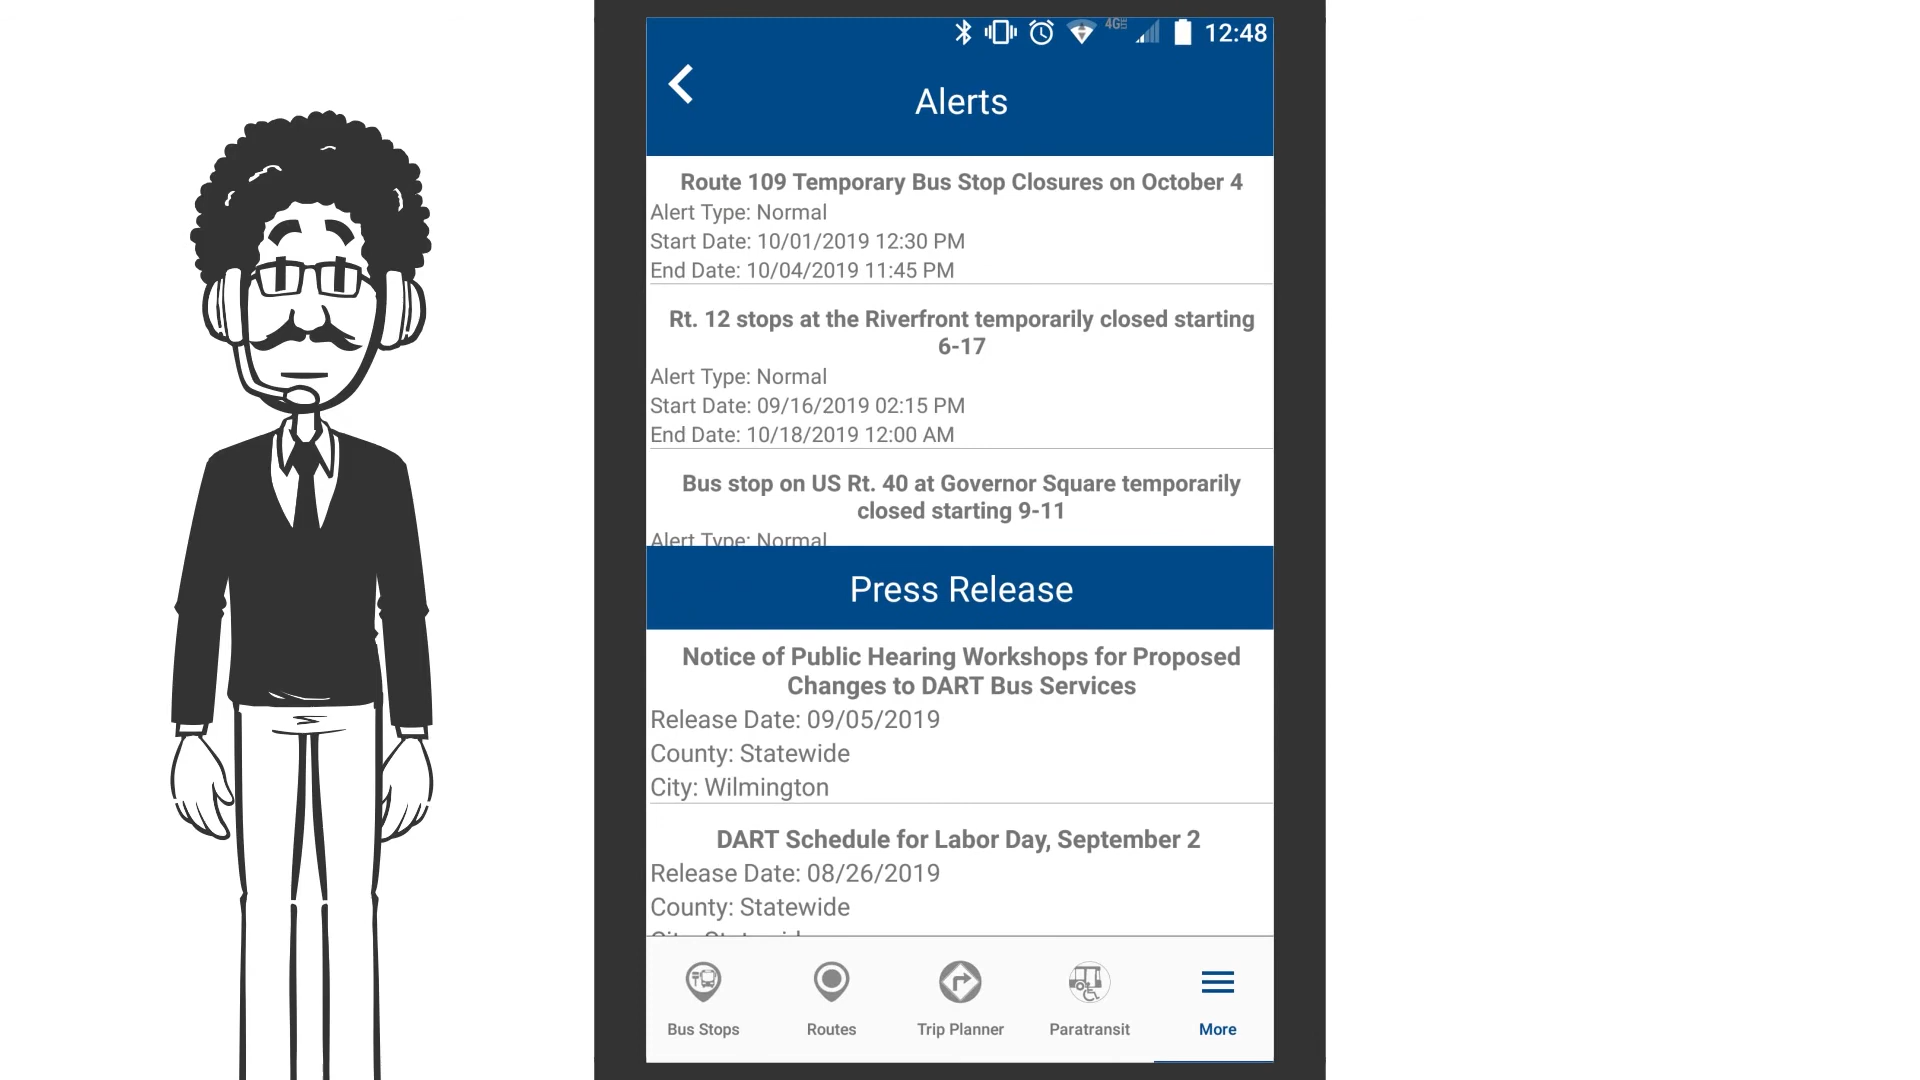 4G LTE
12:48
Alerts
Route 109 Temporary Bus Stop Closures on October 4
Alert Type: Normal
Start Date: 10/01/2019 12:30 PM
End Date: 10/04/2019 11:45 PM
Rt. 12 stops at the Riverfront temporarily closed starting
6-17
Alert Type: Normal
Start Date: 09/16/2019 02:15 PM
End Date: 10/18/2019 12:00 AM
Bus stop on US Rt. 40 at Governor Square temporarily
closed starting 9-11
Alert Type: Normal
Press Release
Notice of Public Hearing Workshops for Proposed
Changes to DART Bus Services
Release Date: 09/05/2019
County: Statewide
City: Wilmington
DART Schedule for Labor Day, September 2
Release Date: 08/26/2019
County: Statewide
City: Statewide
Bus Stops
Routes
Trip Planner
Paratransit
More